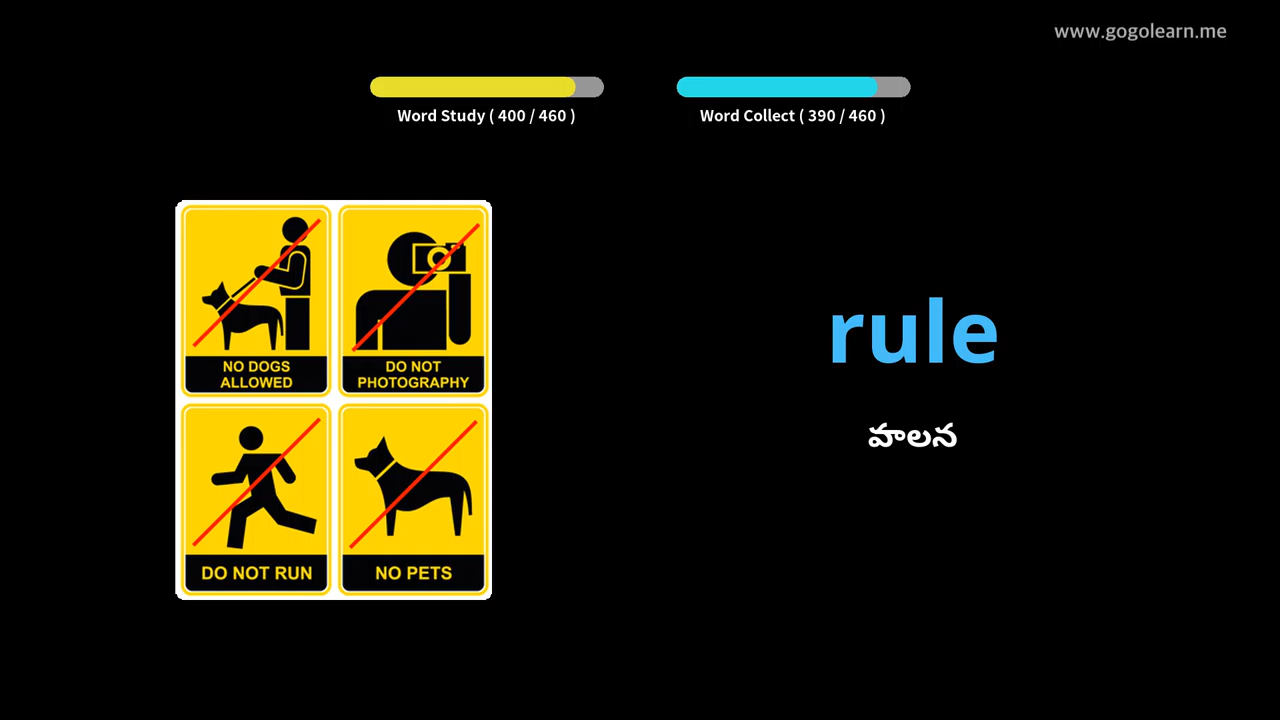 www.gogolearn.me
Word Study ( 400 / 460 )
Word Collect ( 390 / 460 )
NO DOGS
ALLOWED
DO NOT
PHOTOGRAPHY
DO NOT RUN
NO PETS
rule
పాలన